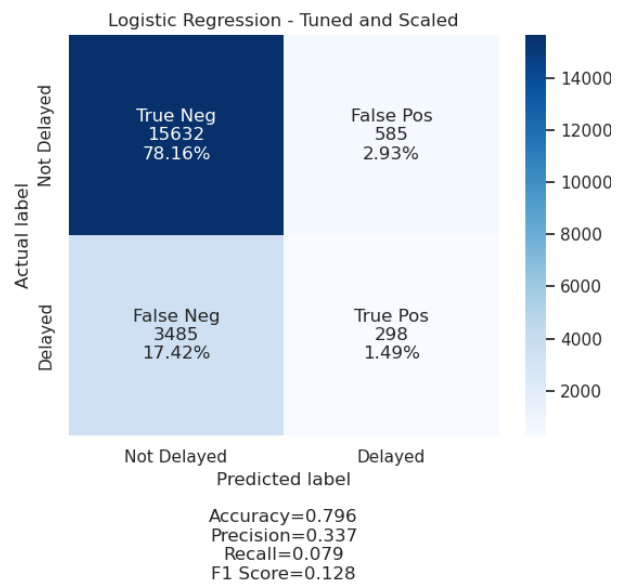 Logistic Regression - Tuned and Scaled
Actual label
Not Delayed
Delayed
True Neg
15632
78.16%
False Pos
585
2.93%
False Neg
3485
17.42%
True Pos
298
1.49%
14000
12000
10000
8000
6000
4000
2000
Not Delayed
Delayed
Predicted label
Accuracy=0.796
Precision=0.337
Recall=0.079
F1 Score=0.128